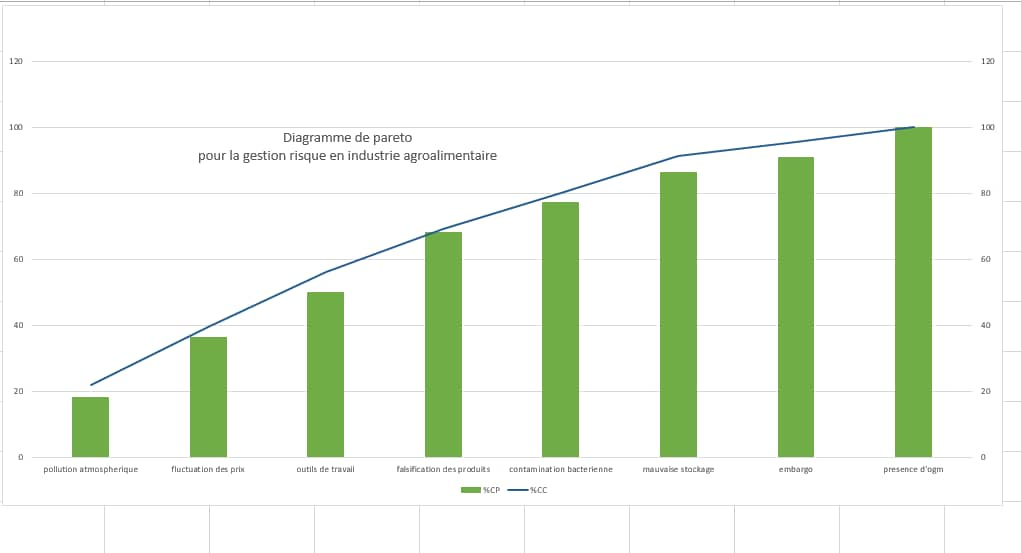 Diagramme de pareto
pour la gestion risque en industrie agroalimentaire
120 120
100 100
80 80
60 60
40 40
20 20
0 0
pollution atmospherique fluctuation des prix outils de travail falsification des produits contamination bacterienne mauvaise stockage embargo presence d'ogm
%CP %CC